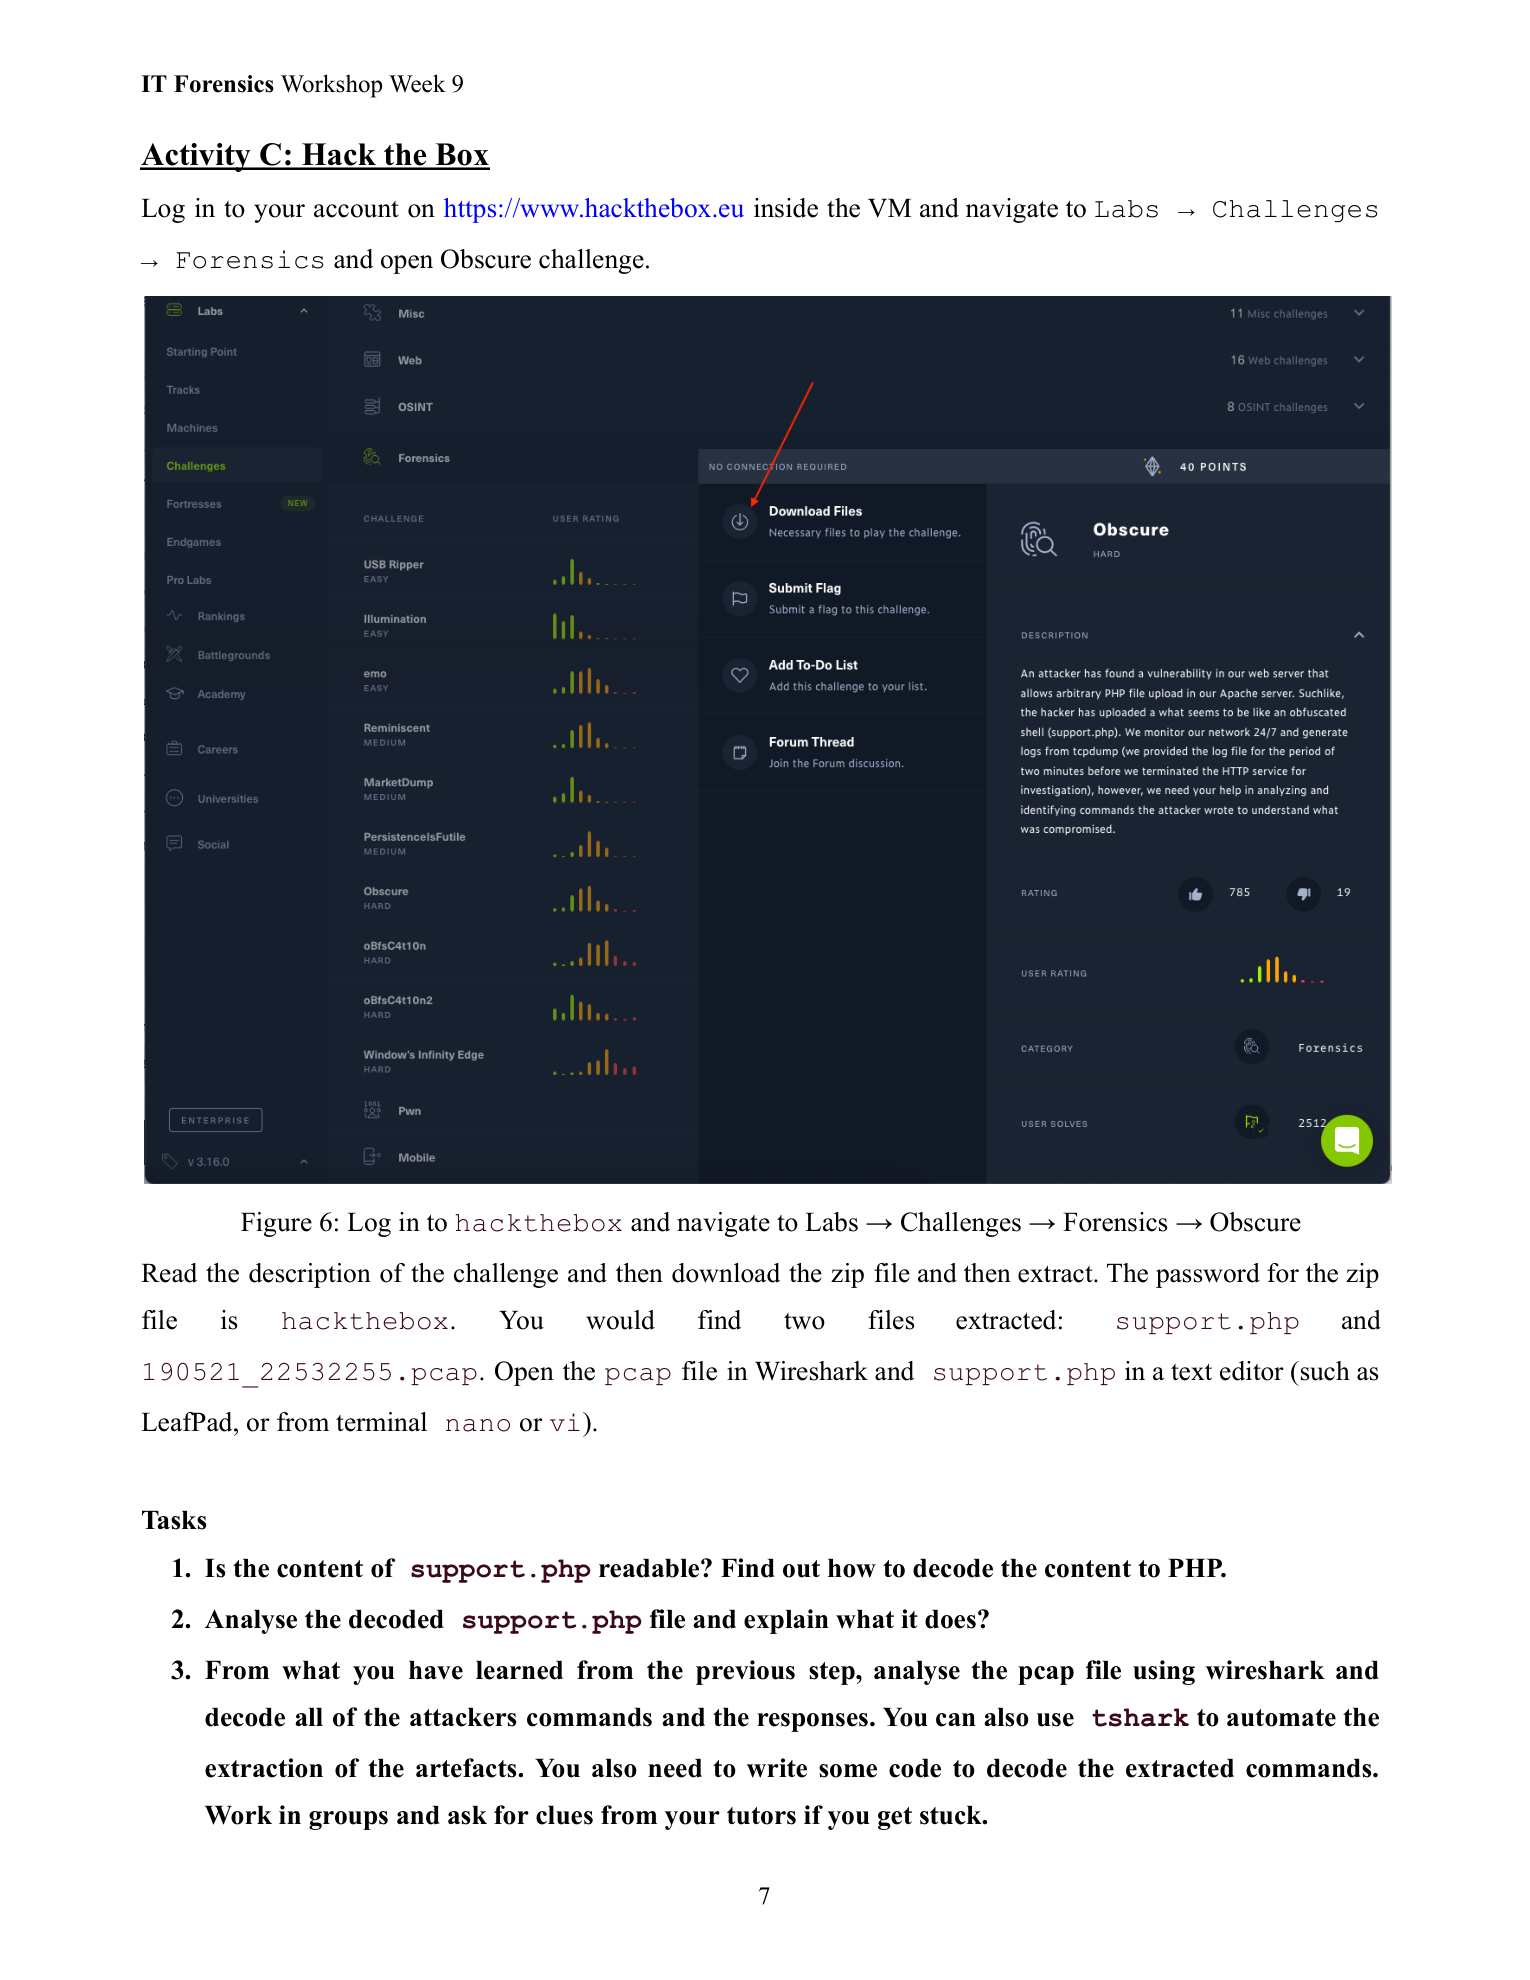 IT Forensics Workshop Week 9
Activity C: Hack the Box
Log in to your account on https://www.hackthebox.eu inside the VM and navigate to Labs → Challenges
→ Forensics and open Obscure challenge.
Labs
Starting Point
Tracks
Machines
Challenges
Fortresses NEW
Endgames
Pro Labs
Rankings
Battlegrounds
Academy
Careers
Universities
Social
ENTERPRISE
v 3.16.0
Misc 11 Misc challenges
Web 16 Web challenges
OSINT 8 OSINT challenges
Forensics
CHALLENGE USER RATING
USB Ripper
EASY
Illumination
EASY
emo
EASY
Reminiscent
MEDIUM
MarketDump
MEDIUM
PersistenceIsFutile
MEDIUM
Obscure
HARD
oBfsC4t10n
HARD
oBfsC4t10n2
HARD
Window's Infinity Edge
HARD
Pwn
Mobile
NO CONNECTION REQUIRED
40 POINTS
Download Files
Necessary files to play the challenge.
Submit Flag
Submit a flag to this challenge.
Add To-Do List
Add this challenge to your list.
Forum Thread
Join the Forum discussion.
Obscure
HARD
DESCRIPTION
An attacker has found a vulnerability in our web server that
allows arbitrary PHP file upload in our Apache server. Suchlike,
the hacker has uploaded a what seems to be like an obfuscated
shell (support.php). We monitor our network 24/7 and generate
logs from tcpdump (we provided the log file for the period of
two minutes before we terminated the HTTP service for
investigation), however, we need your help in analyzing and
identifying commands the attacker wrote to understand what
was compromised.
RATING 785 19
USER RATING
CATEGORY Forensics
USER SOLVES 2512
Figure 6: Log in to hackthebox and navigate to Labs → Challenges → Forensics → Obscure
Read the description of the challenge and then download the zip file and then extract. The password for the zip
file is hackthebox. You would find two files extracted: support.php and
190521_22532255.pcap. Open the pcap file in Wireshark and support.php in a text editor (such as
LeafPad, or from terminal nano or vi).
Tasks
1. Is the content of support.php readable? Find out how to decode the content to PHP.
2. Analyse the decoded support.php file and explain what it does?
3. From what you have learned from the previous step, analyse the pcap file using wireshark and
decode all of the attackers commands and the responses. You can also use tshark to automate the
extraction of the artefacts. You also need to write some code to decode the extracted commands.
Work in groups and ask for clues from your tutors if you get stuck.
7